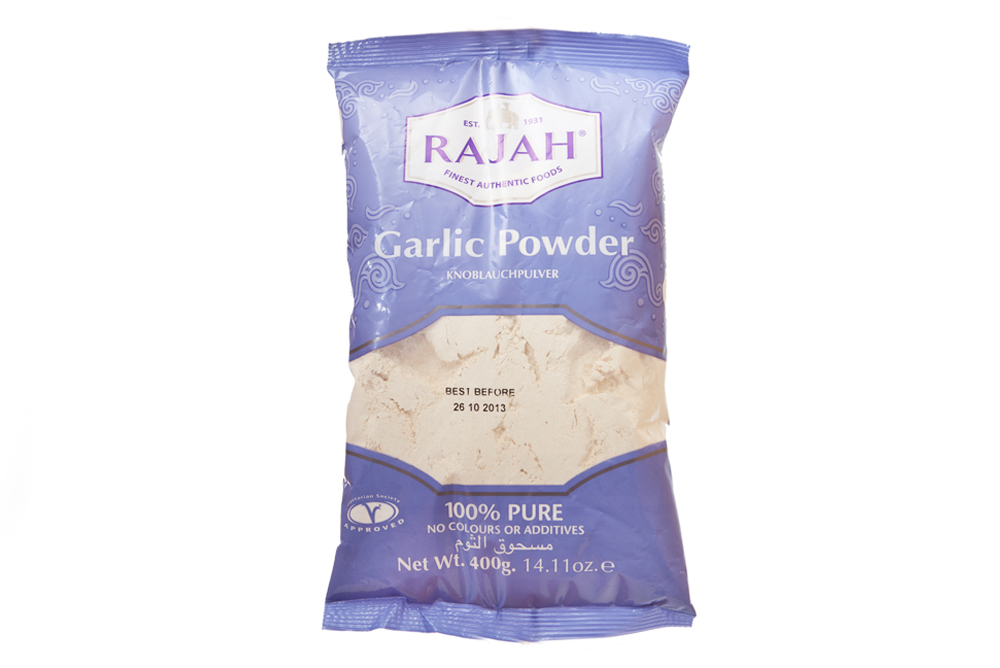 EST. 1931
RAJAH®
FINEST AUTHENTIC FOODS
Garlic Powder
KNOBLAUCHPULVER
BEST BEFORE
26 10 2013
Society
APPROVED
100% PURE
NO COLOURS OR ADDITIVES
مسحوق الثوم
Net Wt. 400g. 14.11oz.℮